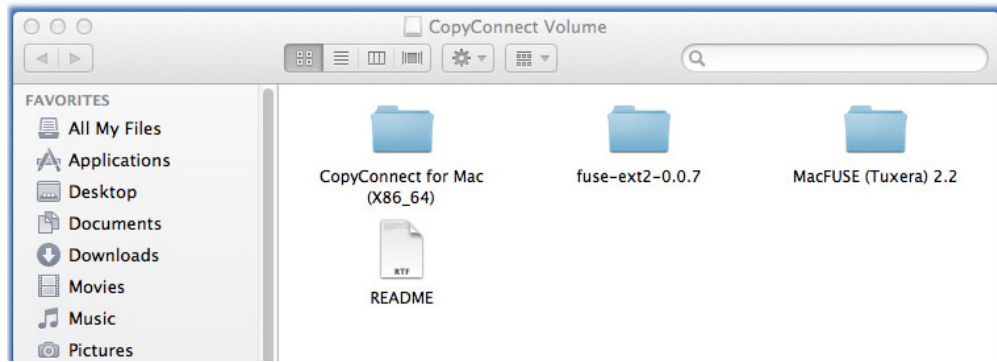 CopyConnect Volume
FAVORITES
All My Files
Applications
Desktop
Documents
Downloads
Movies
Music
Pictures
CopyConnect for Mac
(X86_64)
fuse-ext2-0.0.7
MacFUSE (Tuxera) 2.2
RTF
README